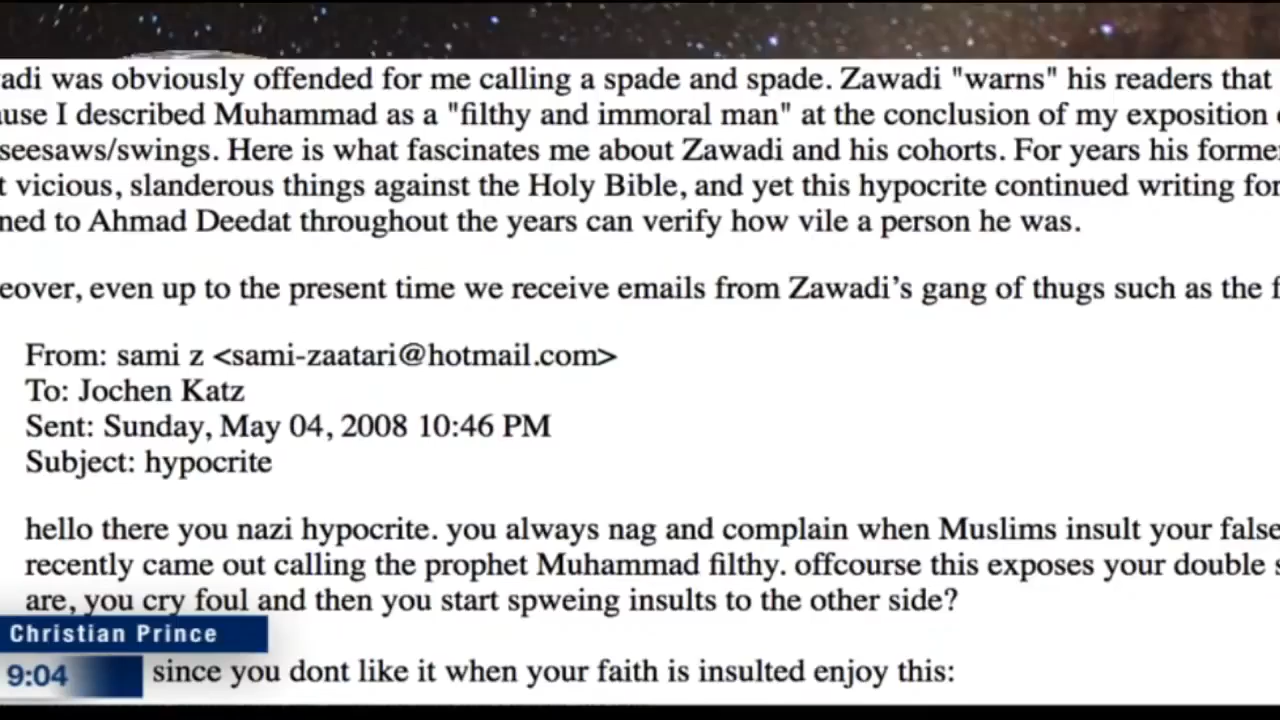 adi was obviously offended for me calling a spade and spade. Zawadi "warns" his readers that
use I described Muhammad as a "filthy and immoral man" at the conclusion of my exposition
seesaws/swings. Here is what fascinates me about Zawadi and his cohorts. For years his forme
t vicious, slanderous things against the Holy Bible, and yet this hypocrite continued writing for
ned to Ahmad Deedat throughout the years can verify how vile a person he was.
eover, even up to the present time we receive emails from Zawadi’s gang of thugs such as the f
From: sami z <sami-zaatari@hotmail.com>
To: Jochen Katz
Sent: Sunday, May 04, 2008 10:46 PM
Subject: hypocrite
hello there you nazi hypocrite. you always nag and complain when Muslims insult your false
recently came out calling the prophet Muhammad filthy. offcourse this exposes your double s
are, you cry foul and then you start spweing insults to the other side?
Christian Prince
9:04
since you dont like it when your faith is insulted enjoy this: